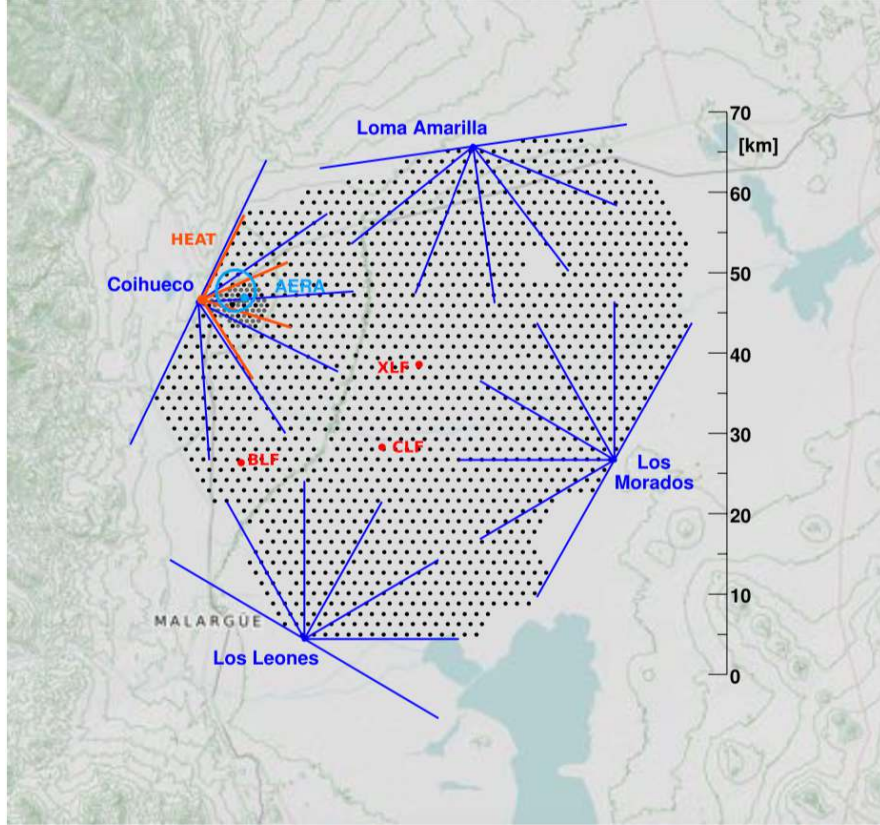 Loma Amarilla
70
[km]
60
HEAT
50
Coihueco
AERA
40
XLF
30
CLF
BLF
Los
Morados
20
10
MALARGÜE
Los Leones
0